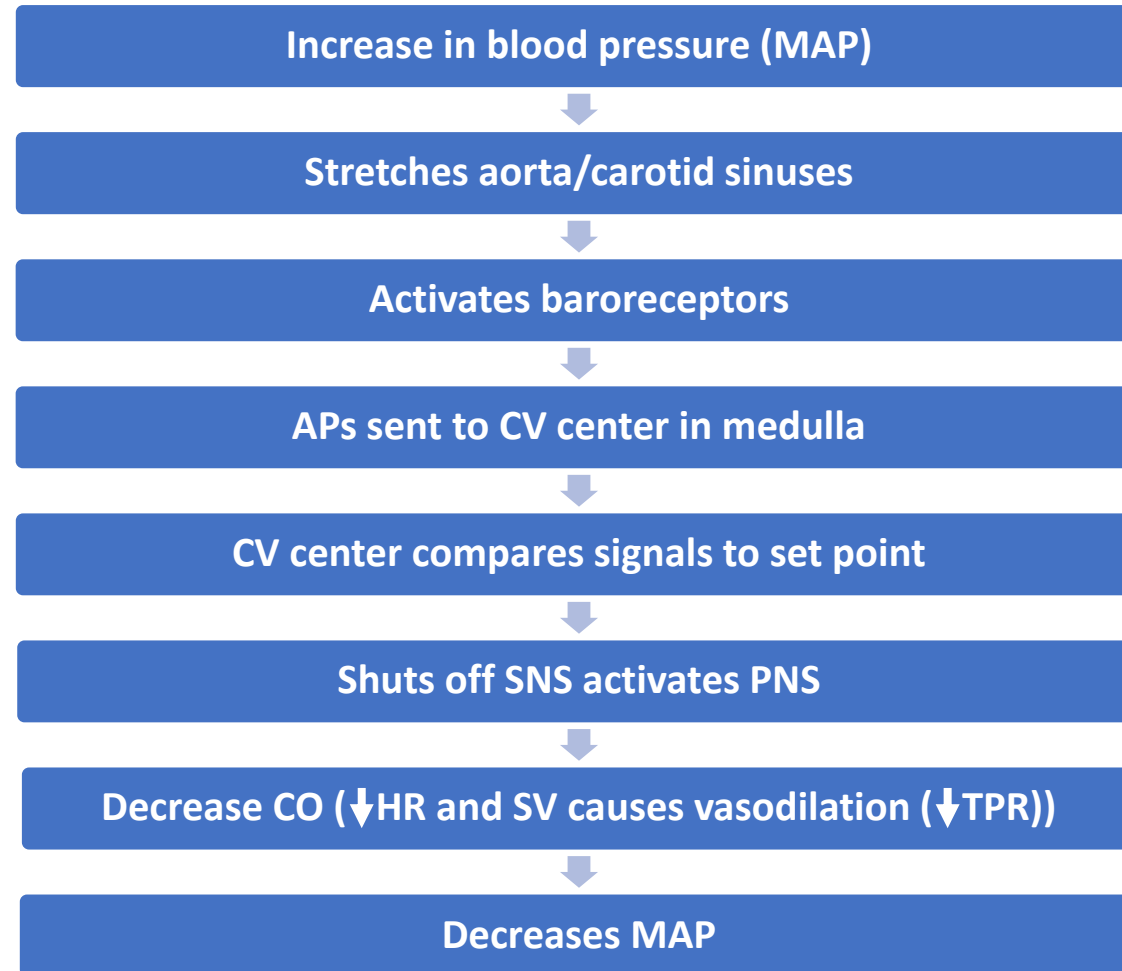 Increase in blood pressure (MAP)
Stretches aorta/carotid sinuses
Activates baroreceptors
APs sent to CV center in medulla
CV center compares signals to set point
Shuts off SNS activates PNS
Decrease CO (↓HR and SV causes vasodilation (↓TPR))
Decreases MAP